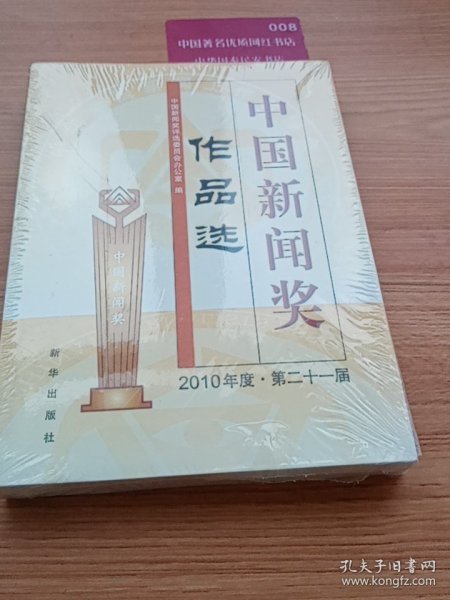 008
中国著名优质网红书店
中国新闻奖
作品选
中国新闻奖评选委员会办公室 编
中国新闻奖
新华出版社
2010年度·第二十一届
孔夫子旧书网
www.kongfz.com